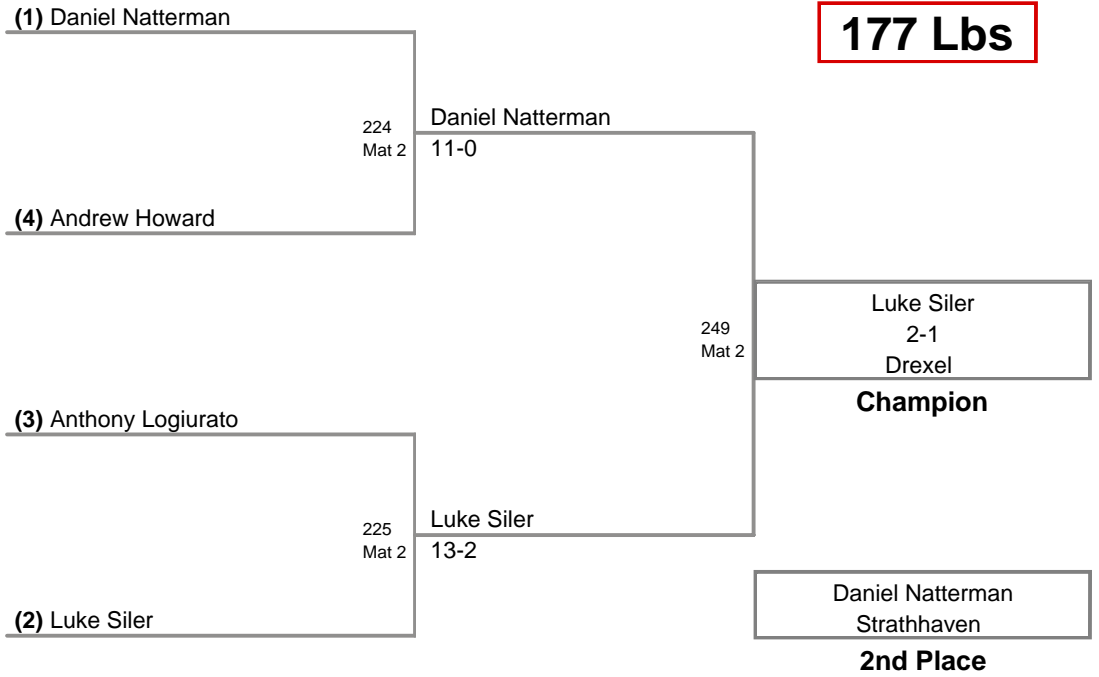 (1) Daniel Natterman
177 Lbs
Daniel Natterman
224
Mat 2
11-0
(4) Andrew Howard
Luke Siler
2-1
Drexel
Champion
249
Mat 2
(3) Anthony Logiurato
Luke Siler
225
Mat 2
13-2
(2) Luke Siler
Daniel Natterman
Strathhaven
2nd Place